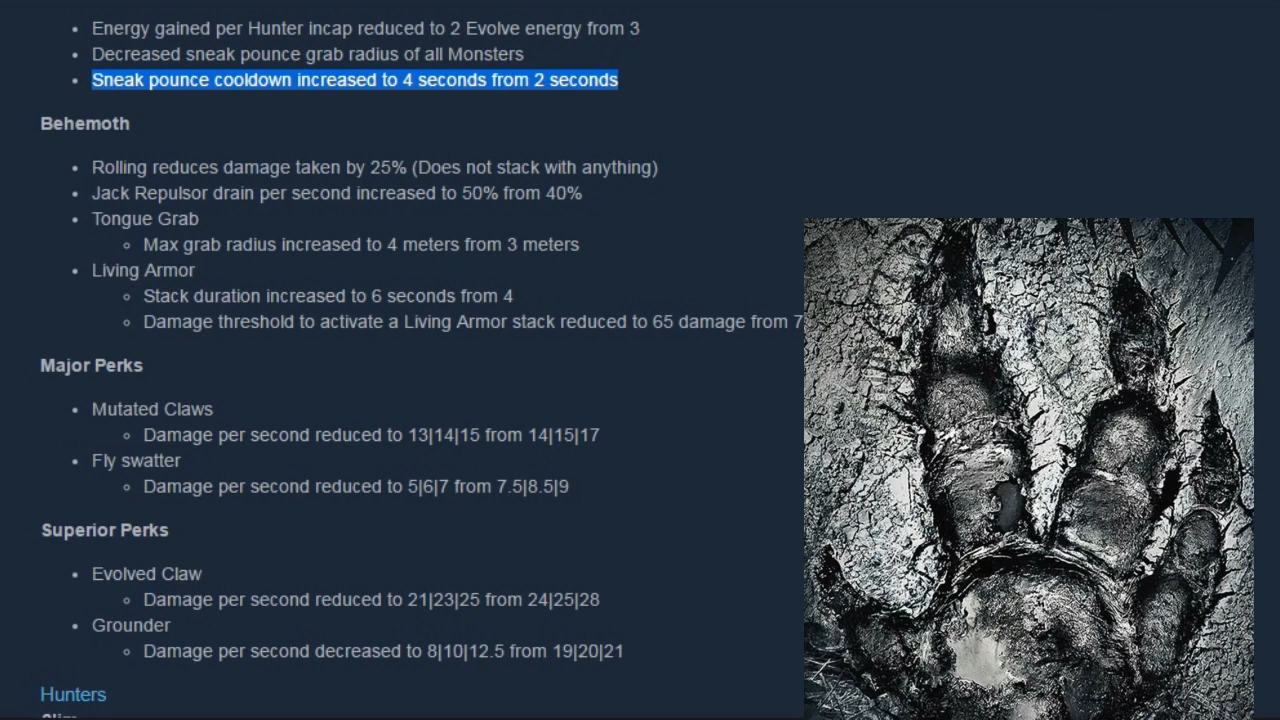 Energy gained per Hunter incap reduced to 2 Evolve energy from 3
Decreased sneak pounce grab radius of all Monsters
Sneak pounce cooldown increased to 4 seconds from 2 seconds
Behemoth
Rolling reduces damage taken by 25% (Does not stack with anything)
Jack Repulsor drain per second increased to 50% from 40%
Tongue Grab
Max grab radius increased to 4 meters from 3 meters
Living Armor
Stack duration increased to 6 seconds from 4
Damage threshold to activate a Living Armor stack reduced to 65 damage from 7
Major Perks
Mutated Claws
Damage per second reduced to 13|14|15 from 14|15|17
Fly swatter
Damage per second reduced to 5|6|7 from 7.5|8.5|9
Superior Perks
Evolved Claw
Damage per second reduced to 21|23|25 from 24|25|28
Grounder
Damage per second decreased to 8|10|12.5 from 19|20|21
Hunters